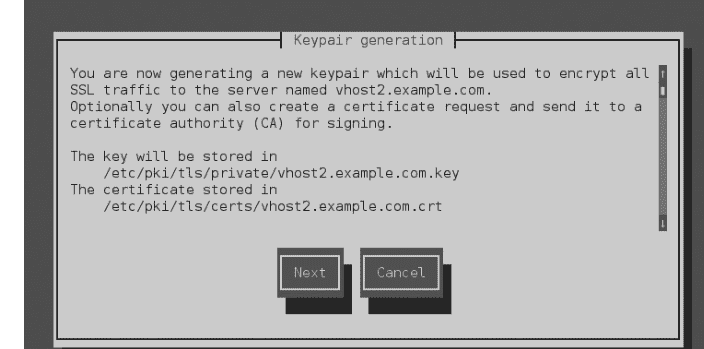 Keypair generation
You are now generating a new keypair which will be used to encrypt all
SSL traffic to the server named vhost2.example.com.
Optionally you can also create a certificate request and send it to a
certificate authority (CA) for signing.
The key will be stored in
/etc/pki/tls/private/vhost2.example.com.key
The certificate stored in
/etc/pki/tls/certs/vhost2.example.com.crt
Next Cancel